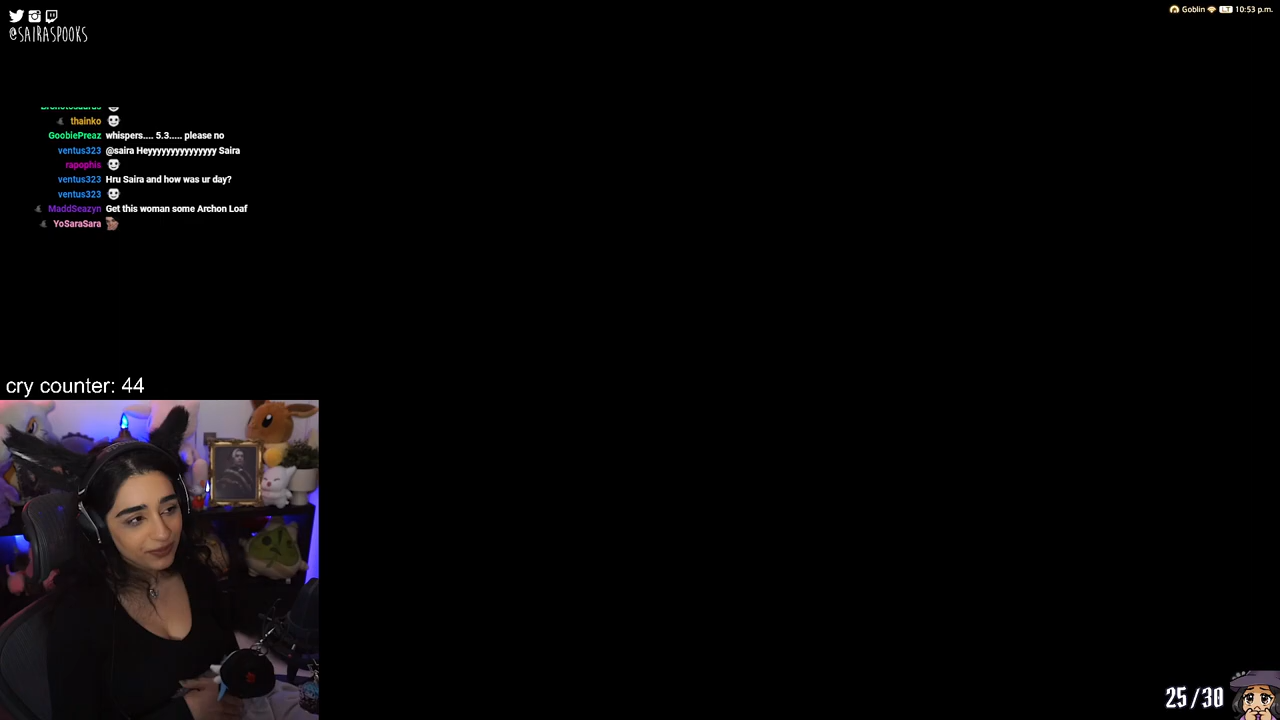 @SAIRASPOOKS
Goblin LT 10:53 p.m.
thainko
GoobiePreaz whispers.... 5.3..... please no
ventus323 @saira Heyyyyyyyyyyyyyyy Saira
rapophis
ventus323 Hru Saira and how was ur day?
ventus323
MaddSeazyn Get this woman some Archon Loaf
YoSaraSara
cry counter: 44
25/30